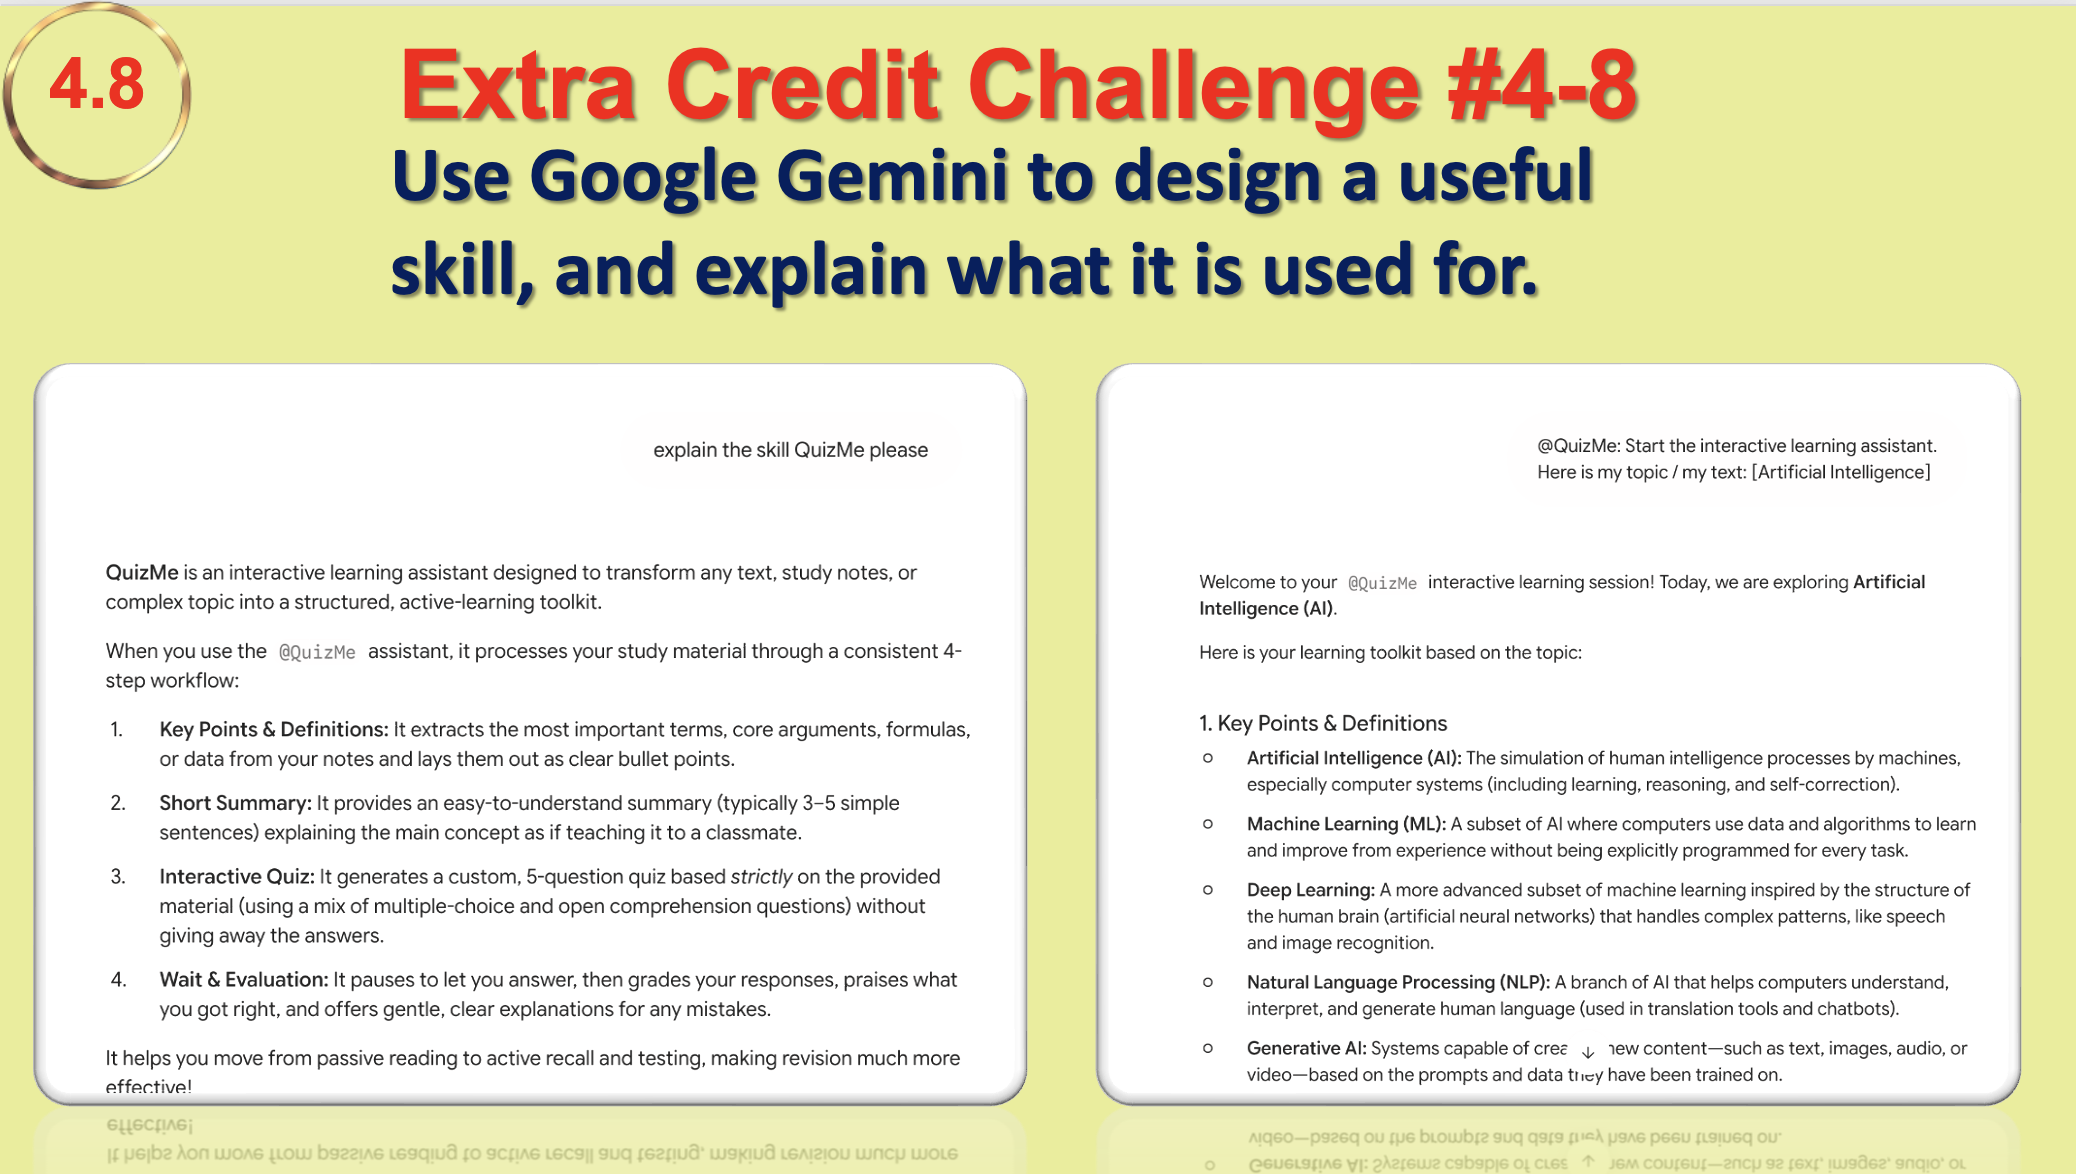 4.8
Extra Credit Challenge #4-8
Use Google Gemini to design a useful
skill, and explain what it is used for.
explain the skill QuizMe please
QuizMe is an interactive learning assistant designed to transform any text, study notes, or
complex topic into a structured, active-learning toolkit.
When you use the @QuizMe assistant, it processes your study material through a consistent 4-
step workflow:
1. Key Points & Definitions: It extracts the most important terms, core arguments, formulas,
or data from your notes and lays them out as clear bullet points.
2. Short Summary: It provides an easy-to-understand summary (typically 3–5 simple
sentences) explaining the main concept as if teaching it to a classmate.
3. Interactive Quiz: It generates a custom, 5-question quiz based strictly on the provided
material (using a mix of multiple-choice and open comprehension questions) without
giving away the answers.
4. Wait & Evaluation: It pauses to let you answer, then grades your responses, praises what
you got right, and offers gentle, clear explanations for any mistakes.
It helps you move from passive reading to active recall and testing, making revision much more
effective!
@QuizMe: Start the interactive learning assistant.
Here is my topic / my text: [Artificial Intelligence]
Welcome to your @QuizMe interactive learning session! Today, we are exploring Artificial
Intelligence (AI).
Here is your learning toolkit based on the topic:
1. Key Points & Definitions
Artificial Intelligence (AI): The simulation of human intelligence processes by machines,
especially computer systems (including learning, reasoning, and self-correction).
Machine Learning (ML): A subset of AI where computers use data and algorithms to learn
and improve from experience without being explicitly programmed for every task.
Deep Learning: A more advanced subset of machine learning inspired by the structure of
the human brain (artificial neural networks) that handles complex patterns, like speech
and image recognition.
Natural Language Processing (NLP): A branch of AI that helps computers understand,
interpret, and generate human language (used in translation tools and chatbots).
Generative AI: Systems capable of new content—such as text, images, audio, or
video—based on the prompts and data they have been trained on.